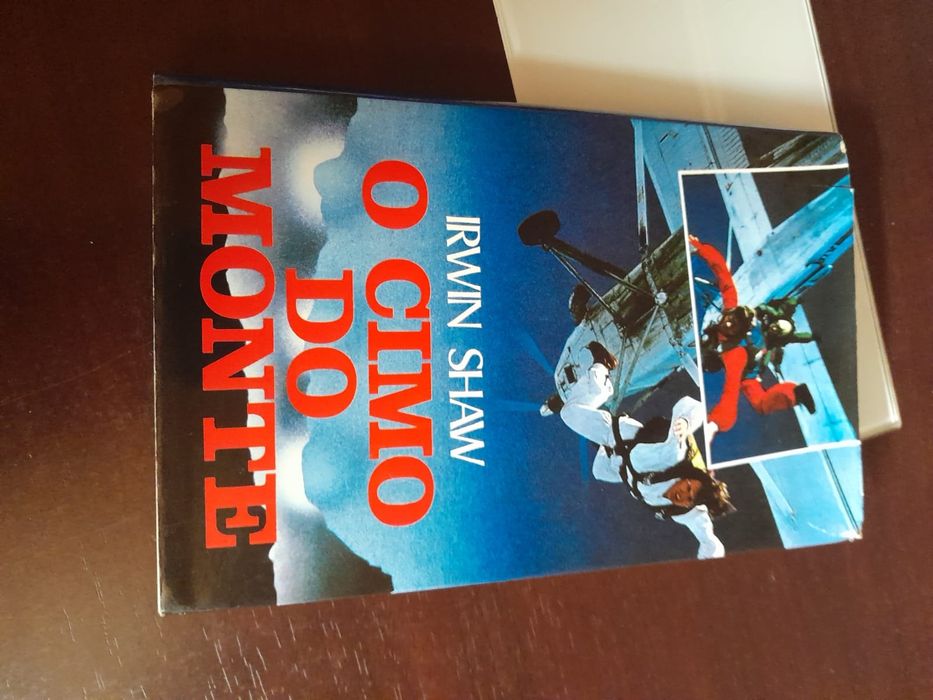 IRWIN SHAW
O CIMO
DO
MONTE